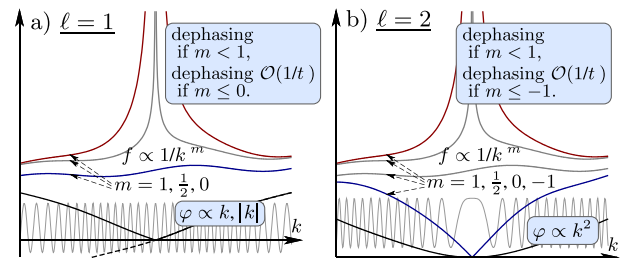 a) ℓ = 1
dephasing
if m < 1,
dephasing 𝒪(1/t )
if m ≤ 0.
f ∝ 1/k^m
m = 1, 1/2, 0
φ ∝ k, |k|
k
b) ℓ = 2
dephasing
if m < 1,
dephasing 𝒪(1/t )
if m ≤ −1.
f ∝ 1/k^m
m = 1, 1/2, 0, −1
φ ∝ k²
k